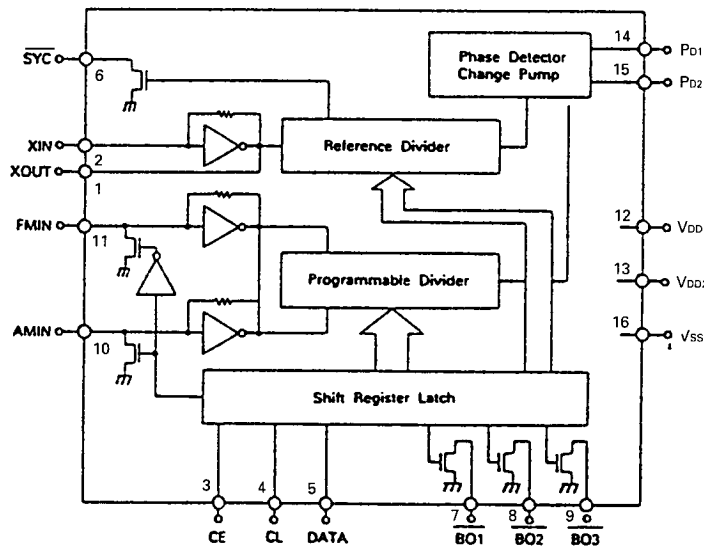 14
PD1
15
PD2
Phase Detector
Change Pump
SYC
6
XIN
2
XOUT
1
Reference Divider
FMIN
11
12
VDD
13
VDD2
Programmable Divider
AMIN
10
16
VSS
Shift Register Latch
3
4
5
7
8
9
CE
CL
DATA
BO1
BO2
BO3